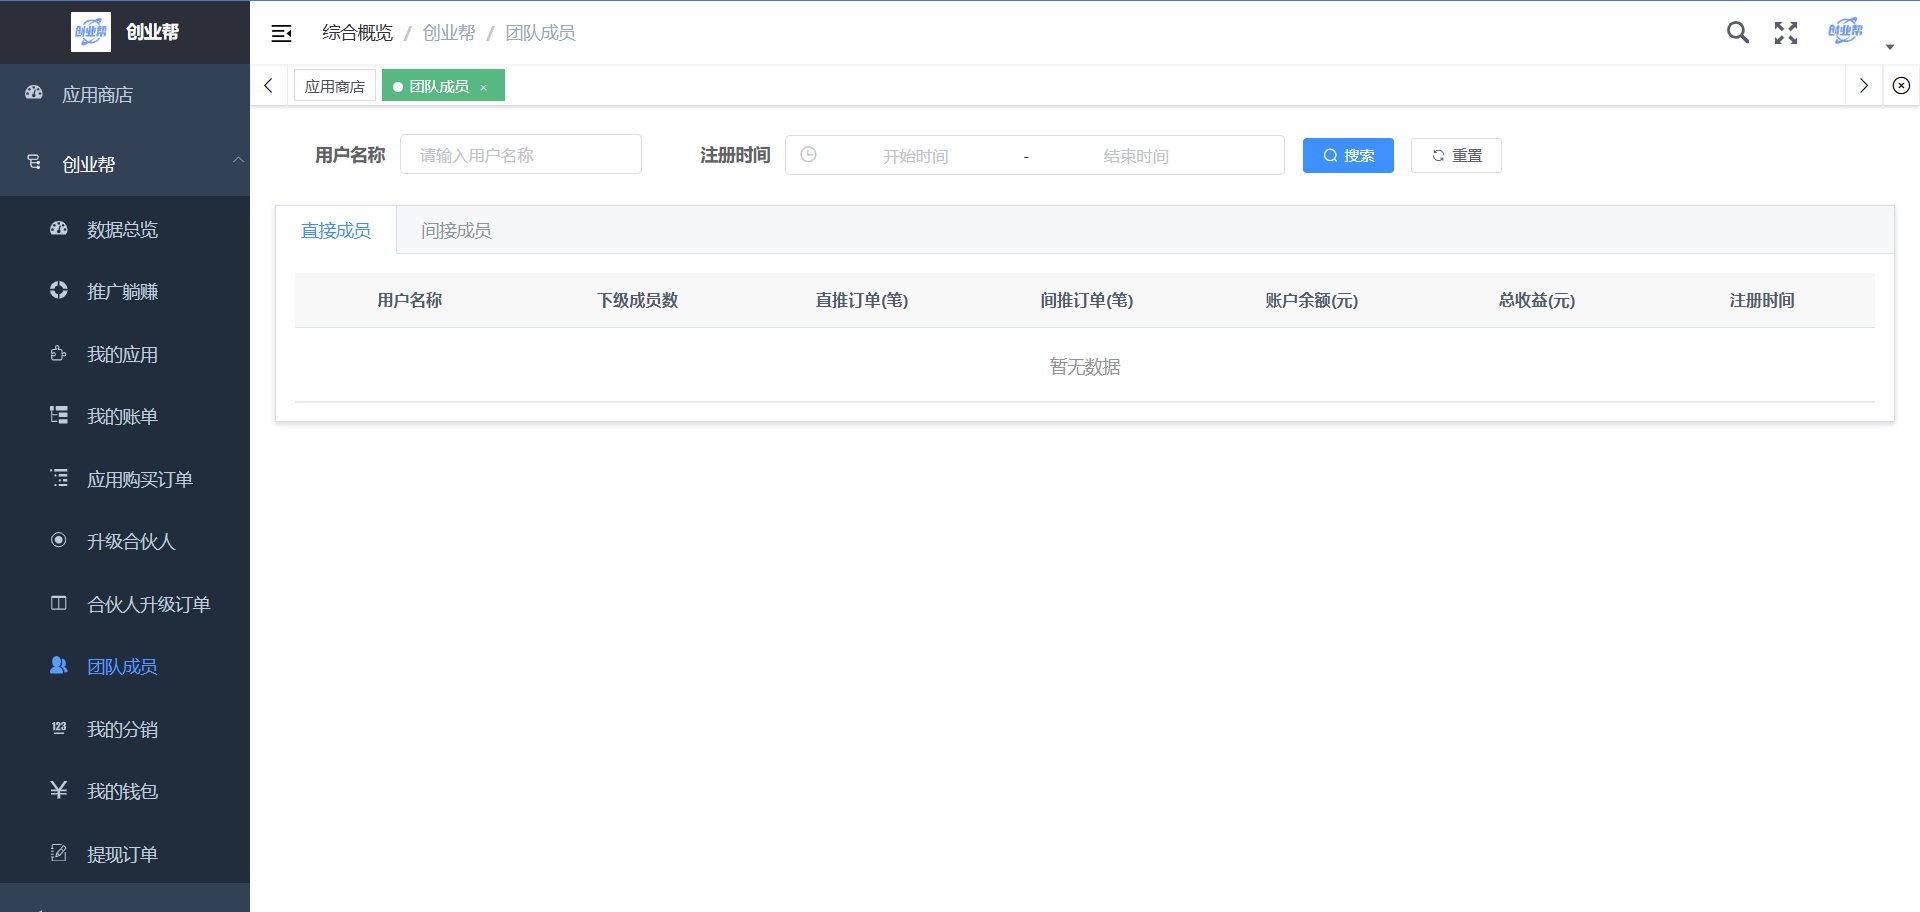 创业帮 创业帮
综合概览 / 创业帮 / 团队成员
创业帮
应用商店
团队成员 ×
应用商店
创业帮
数据总览
推广躺赚
我的应用
我的账单
应用购买订单
升级合伙人
合伙人升级订单
团队成员
123 我的分销
¥ 我的钱包
提现订单
用户名称 请输入用户名称 注册时间 开始时间 - 结束时间 搜索 重置
直接成员 间接成员
用户名称 下级成员数 直推订单(笔) 间推订单(笔) 账户余额(元) 总收益(元) 注册时间
暂无数据